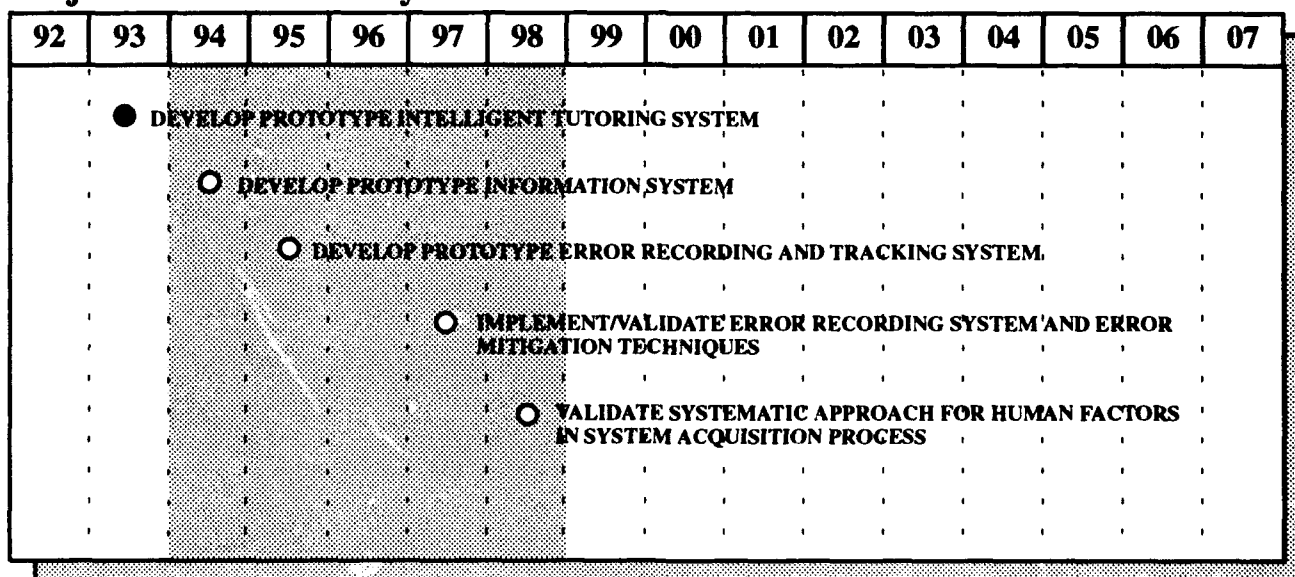 92 93 94 95 96 97 98 99 00 01 02 03 04 05 06 07
DEVELOP PROTOTYPE INTELLIGENT TUTORING SYSTEM
DEVELOP PROTOTYPE INFORMATION SYSTEM
DEVELOP PROTOTYPE ERROR RECORDING AND TRACKING SYSTEM
IMPLEMENT/VALIDATE ERROR RECORDING SYSTEM AND ERROR
MITIGATION TECHNIQUES
VALIDATE SYSTEMATIC APPROACH FOR HUMAN FACTORS
IN SYSTEM ACQUISITION PROCESS